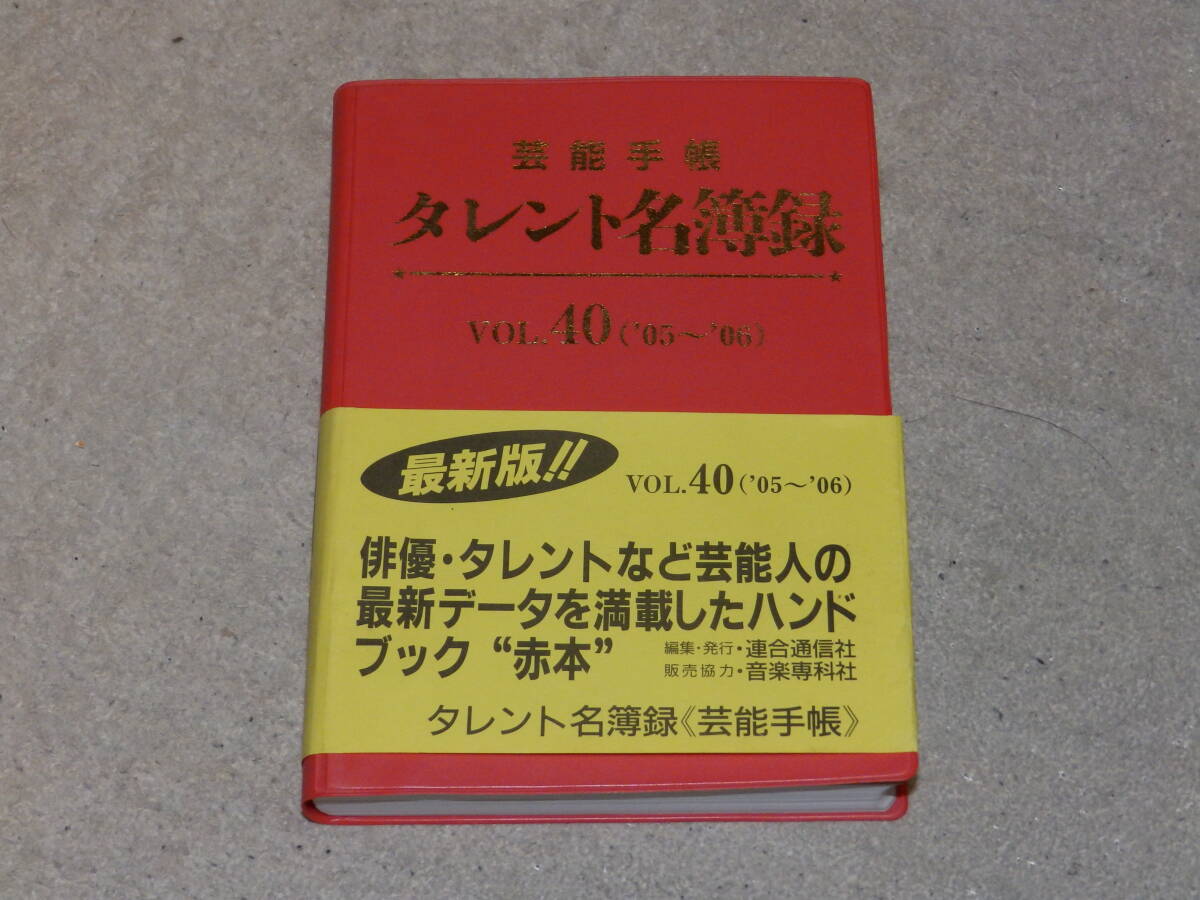 芸能手帳
タレント名簿録
VOL.40('05～'06)
最新版!!
VOL.40('05～'06)
俳優・タレントなど芸能人の
最新データを満載したハンド
ブック“赤本”
編集・発行・連合通信社
販売協力・音楽専科社
タレント名簿録《芸能手帳》